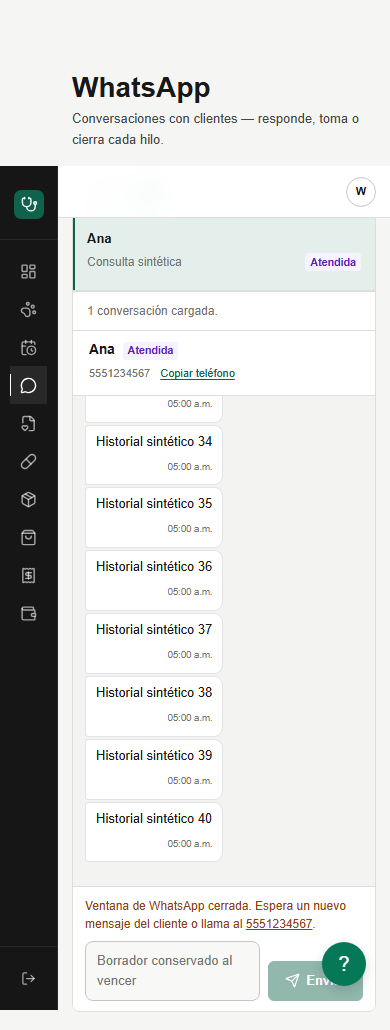 WhatsApp
Conversaciones con clientes — responde, toma o
cierra cada hilo.
W
Ana
Consulta sintética
Atendida
1 conversación cargada.
Ana Atendida
5551234567 Copiar teléfono
05:00 a.m.
Historial sintético 34
05:00 a.m.
Historial sintético 35
05:00 a.m.
Historial sintético 36
05:00 a.m.
Historial sintético 37
05:00 a.m.
Historial sintético 38
05:00 a.m.
Historial sintético 39
05:00 a.m.
Historial sintético 40
05:00 a.m.
Ventana de WhatsApp cerrada. Espera un nuevo
mensaje del cliente o llama al 5551234567.
Borrador conservado al
vencer
?